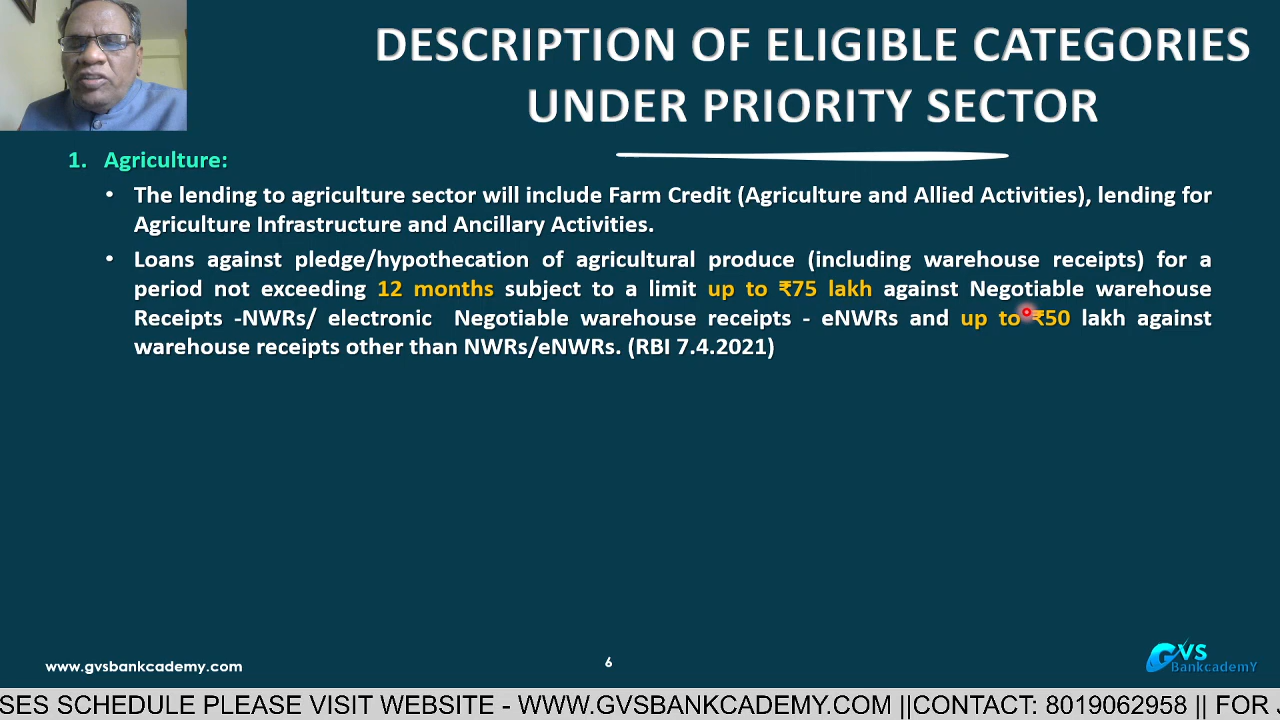 DESCRIPTION OF ELIGIBLE CATEGORIES
UNDER PRIORITY SECTOR
1. Agriculture:
• The lending to agriculture sector will include Farm Credit (Agriculture and Allied Activities), lending for
Agriculture Infrastructure and Ancillary Activities.
• Loans against pledge/hypothecation of agricultural produce (including warehouse receipts) for a
period not exceeding 12 months subject to a limit up to ₹75 lakh against Negotiable warehouse
Receipts -NWRs/ electronic Negotiable warehouse receipts - eNWRs and up to ₹50 lakh against
warehouse receipts other than NWRs/eNWRs. (RBI 7.4.2021)
www.gvsbankcademy.com
6
GVS
BankcademY
SES SCHEDULE PLEASE VISIT WEBSITE - WWW.GVSBANKCADEMY.COM ||CONTACT: 8019062958 || FOR